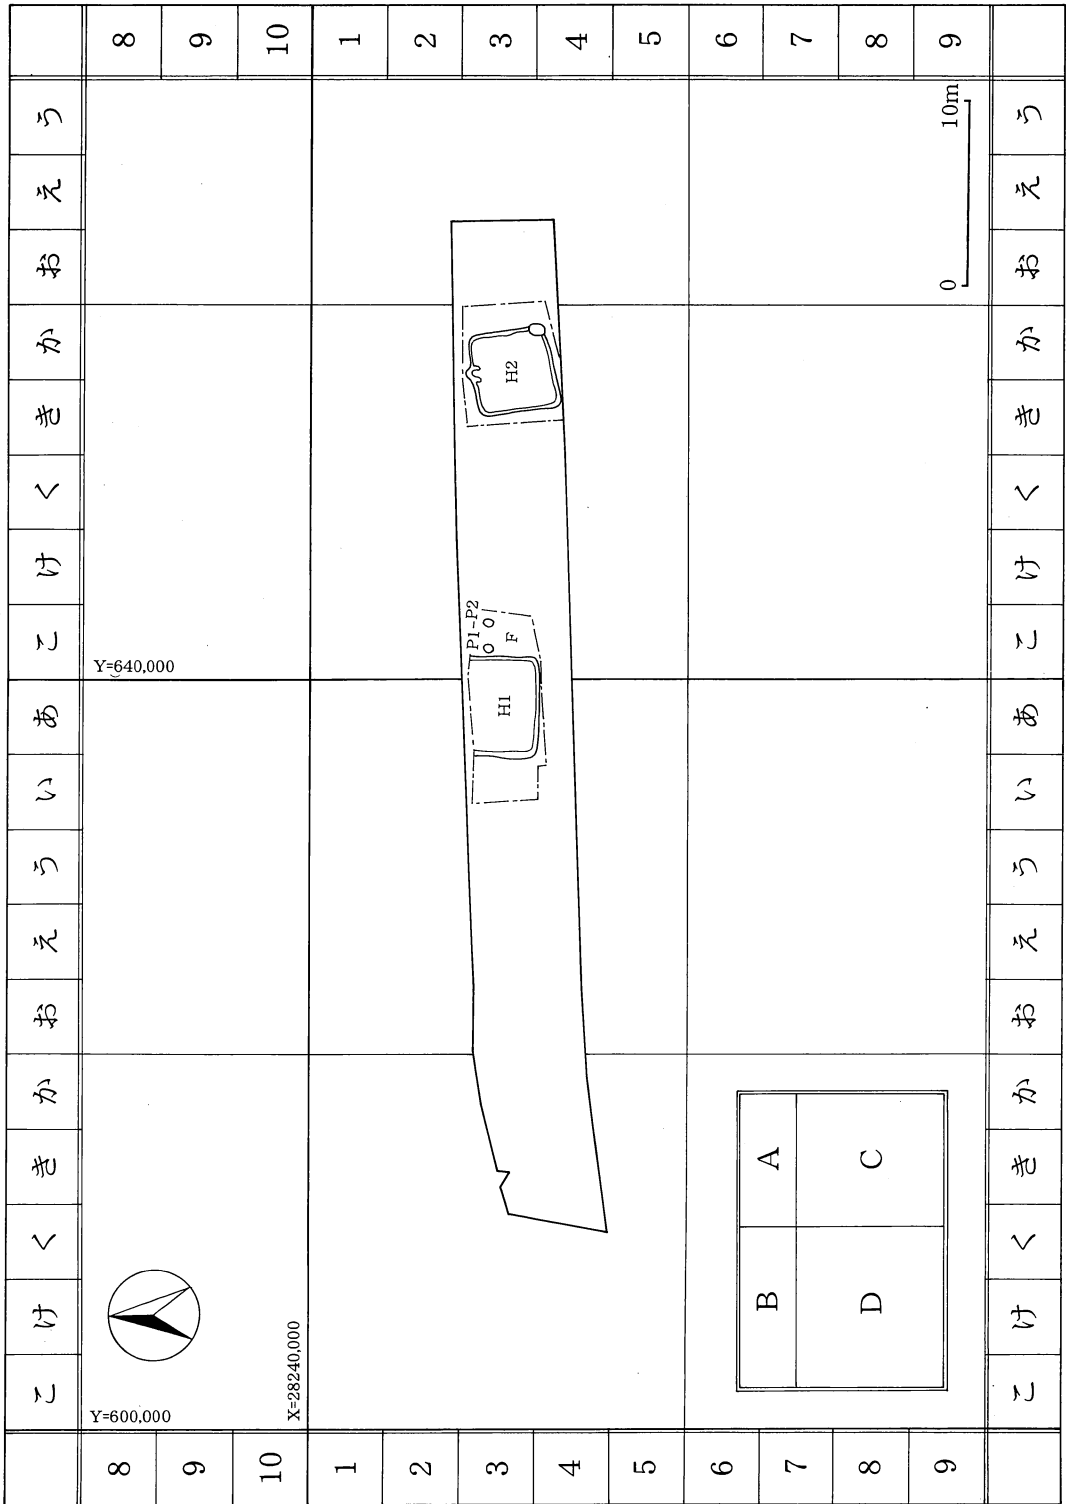 8 9 10 1 2 3 4 5 6 7 8 9
う う
え え
お お
か か
き き
く く
け け
こ こ
あ あ
い い
う う
え え
お お
か か
き き
く く
け け
こ こ
8 9 10 1 2 3 4 5 6 7 8 9
0 10m
H2
P1-P2
F
H1
Y=640,000
Y=600,000
X=28240,000
A
B
C
D